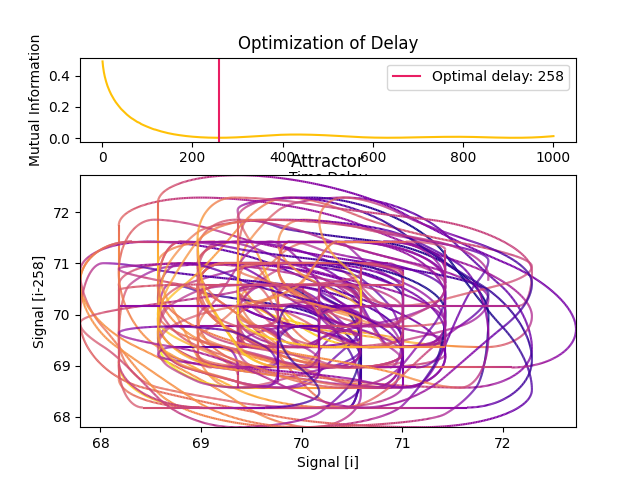 Optimization of Delay
Mutual Information
0.4
0.2
0.0
Optimal delay: 258
0 200 400 600 800 1000
Time Delay
Attractor
Signal [i-258]
72
71
70
69
68
68 69 70 71 72
Signal [i]